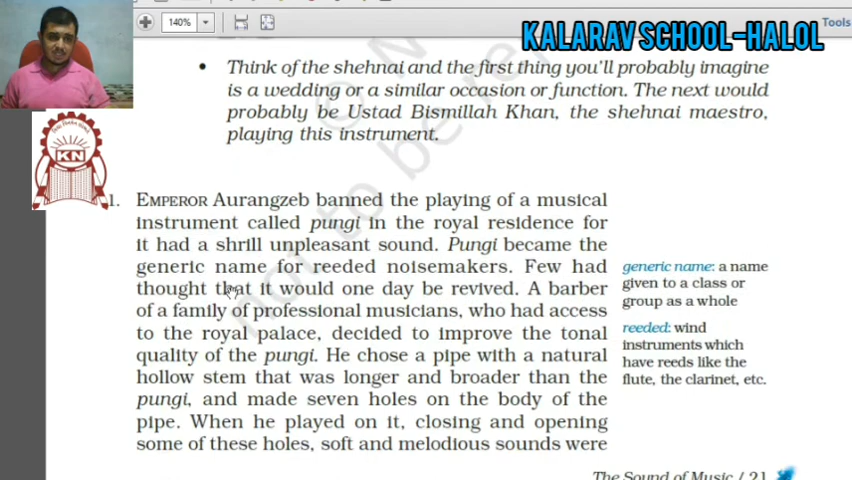 140%
Tools
KALARAV SCHOOL-HALOL
• Think of the shehnai and the first thing you'll probably imagine
is a wedding or a similar occasion or function. The next would
probably be Ustad Bismillah Khan, the shehnai maestro,
playing this instrument.
KN
1. EMPEROR Aurangzeb banned the playing of a musical
instrument called pungi in the royal residence for
it had a shrill unpleasant sound. Pungi became the
generic name for reeded noisemakers. Few had
thought that it would one day be revived. A barber
of a family of professional musicians, who had access
to the royal palace, decided to improve the tonal
quality of the pungi. He chose a pipe with a natural
hollow stem that was longer and broader than the
pungi, and made seven holes on the body of the
pipe. When he played on it, closing and opening
some of these holes, soft and melodious sounds were
generic name: a name
given to a class or
group as a whole
reeded: wind
instruments which
have reeds like the
flute, the clarinet, etc.
The Sound of Music / 21
not to be re